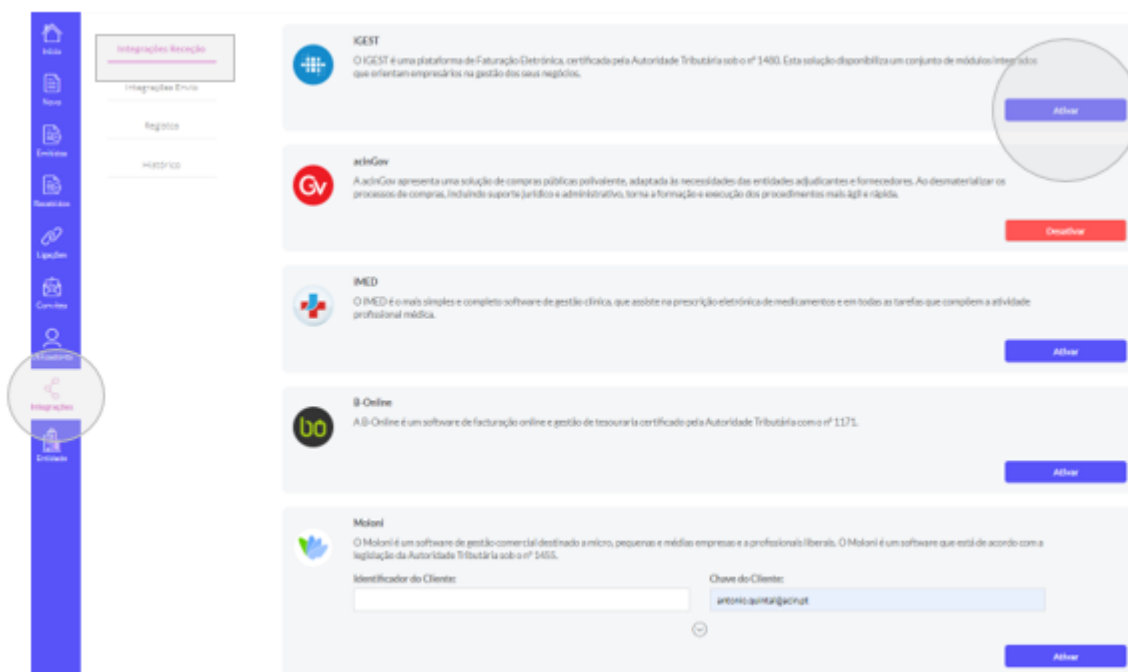 Início
Novo
Emitidos
Recebidos
Ligações
Convites
Utilizadores
Integrações
Entidade
Integrações Receção
Integrações Envio
Registos
Histórico
iGEST
O iGEST é uma plataforma de Faturação Eletrónica, certificada pela Autoridade Tributária sob o nº 1480. Esta solução disponibiliza um conjunto de módulos integrados
que orientam empresários na gestão dos seus negócios.
Ativar
acinGov
A acinGov apresenta uma solução de compras públicas polivalente, adaptada às necessidades das entidades adjudicantes e fornecedores. Ao desmaterializar os
processos de compras, incluindo suporte jurídico e administrativo, torna a formação e execução dos procedimentos mais ágil e rápida.
Gv
Desativar
iMED
O iMED é o mais simples e completo software de gestão clínica, que assiste na prescrição eletrónica de medicamentos e em todas as tarefas que compõem a atividade
profissional médica.
Ativar
B-Online
A B-Online é um software de facturação online e gestão de tesouraria certificado pela Autoridade Tributária com o nº 1171.
bo
Ativar
Moloni
O Moloni é um software de gestão comercial destinado a micro, pequenas e médias empresas e a profissionais liberais. O Moloni é um software que está de acordo com a
legislação da Autoridade Tributária sob o nº 1455.
Identificador do Cliente:
Chave do Cliente:
antonio.quintal@acin.pt
Ativar